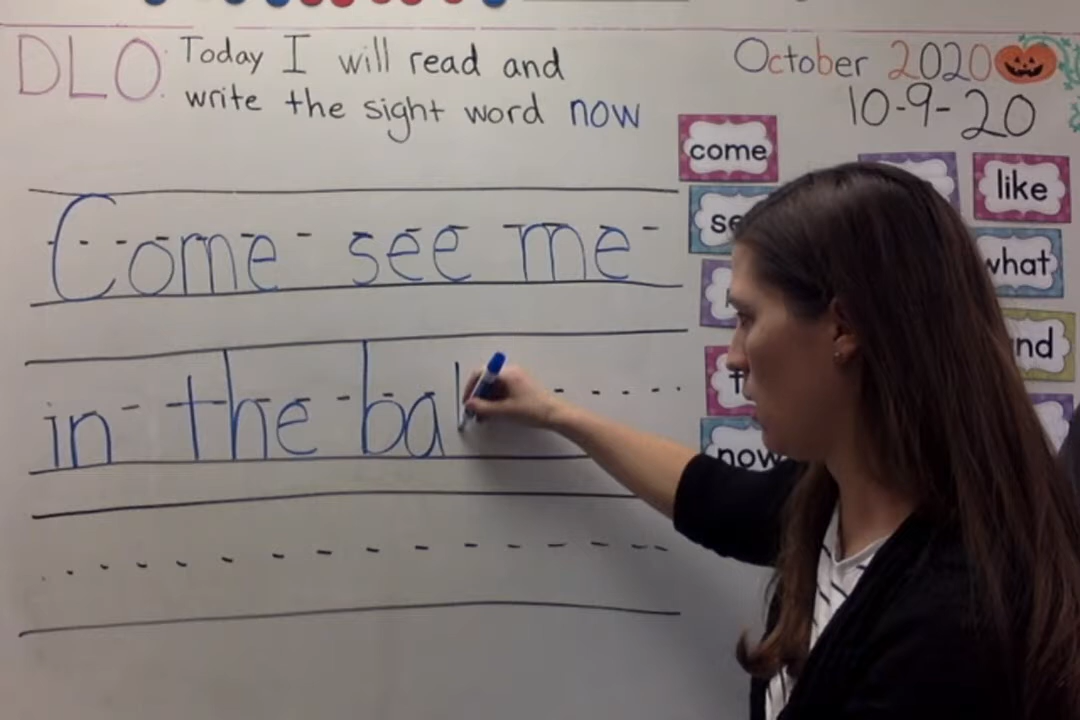 DLO: Today I will read and
write the sight word now
October 2020
10-9-20
Come see me
in the ba
come
like
what
now